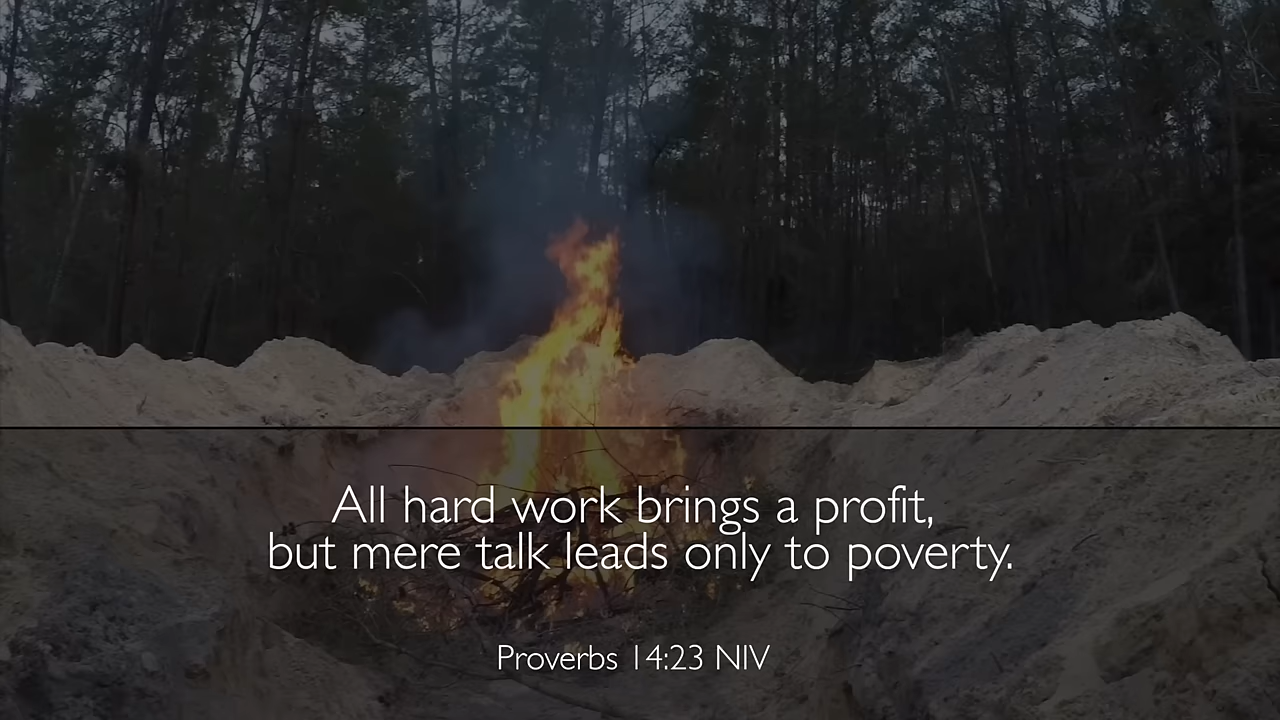 All hard work brings a profit,
but mere talk leads only to poverty.
Proverbs 14:23 NIV